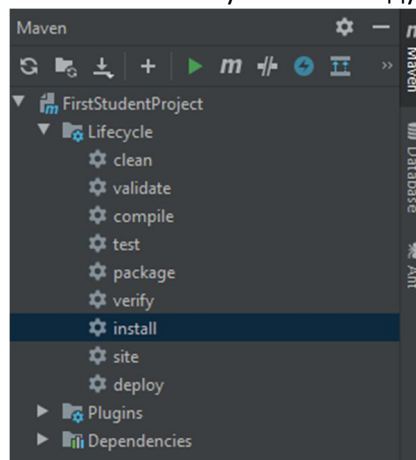 Maven
m
FirstStudentProject
Lifecycle
clean
validate
compile
test
package
verify
install
site
deploy
Plugins
Dependencies
Maven
Database
Ant